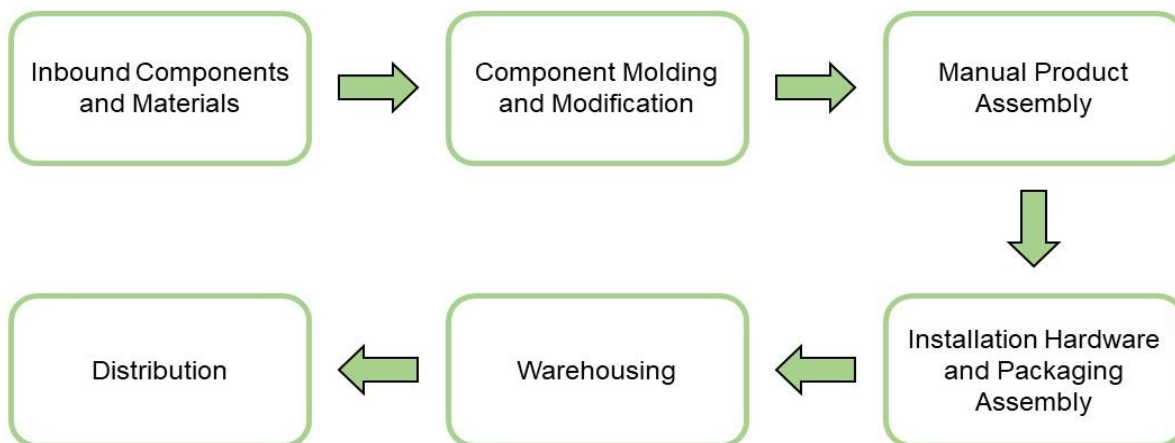 Inbound Components
and Materials
Component Molding
and Modification
Manual Product
Assembly
Installation Hardware
and Packaging
Assembly
Warehousing
Distribution